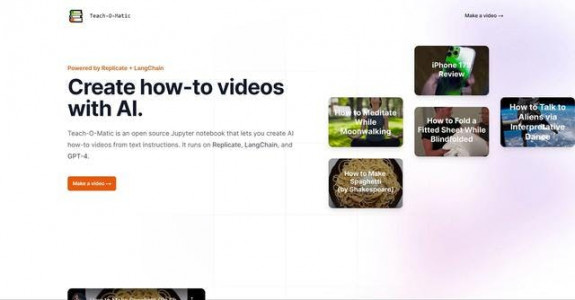 Teach-O-Matic
Make a video →
Powered by Replicate + LangChain
Create how-to videos
with AI.
Teach-O-Matic is an open source Jupyter notebook that lets you create AI
how-to videos from text instructions. It runs on Replicate, LangChain, and
GPT-4.
Make a video →
Review
How to Meditate
While
Moonwalking
How to Fold a
Fitted Sheet While
Blindfolded
How to Talk to
Aliens via
Interpretative
Dance
How to Make
Spaghetti
(by Shakespeare)